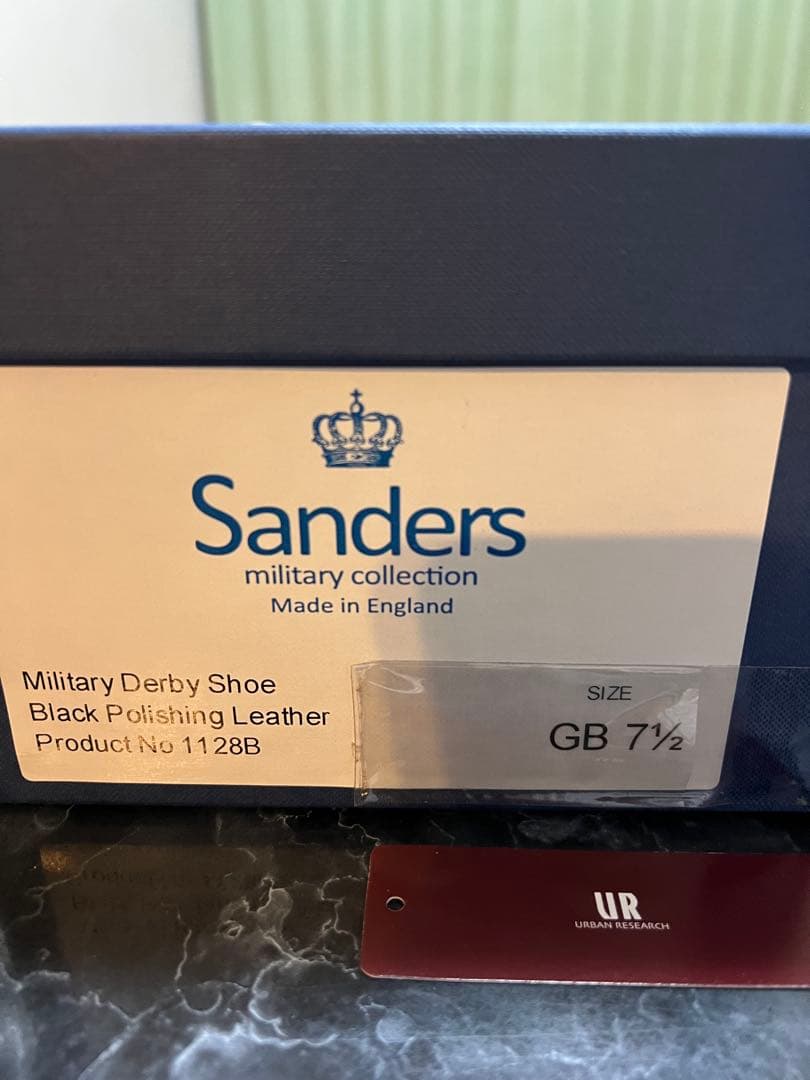 Sanders
military collection
Made in England
Military Derby Shoe
Black Polishing Leather
Product No 1128B
SIZE
GB 7½
UR
URBAN RESEARCH